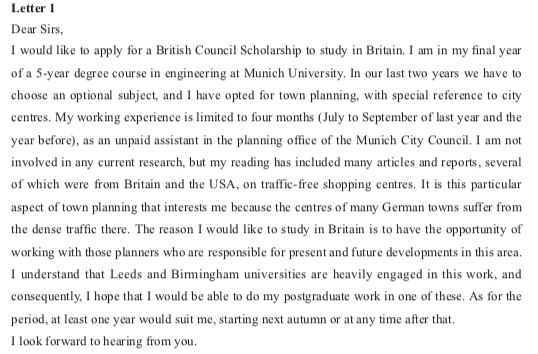 Letter 1
Dear Sirs,
I would like to apply for a British Council Scholarship to study in Britain. I am in my final year
of a 5-year degree course in engineering at Munich University. In our last two years we have to
choose an optional subject, and I have opted for town planning, with special reference to city
centres. My working experience is limited to four months (July to September of last year and the
year before), as an unpaid assistant in the planning office of the Munich City Council. I am not
involved in any current research, but my reading has included many articles and reports, several
of which were from Britain and the USA, on traffic-free shopping centres. It is this particular
aspect of town planning that interests me because the centres of many German towns suffer from
the dense traffic there. The reason I would like to study in Britain is to have the opportunity of
working with those planners who are responsible for present and future developments in this area.
I understand that Leeds and Birmingham universities are heavily engaged in this work, and
consequently, I hope that I would be able to do my postgraduate work in one of these. As for the
period, at least one year would suit me, starting next autumn or at any time after that.
I look forward to hearing from you.